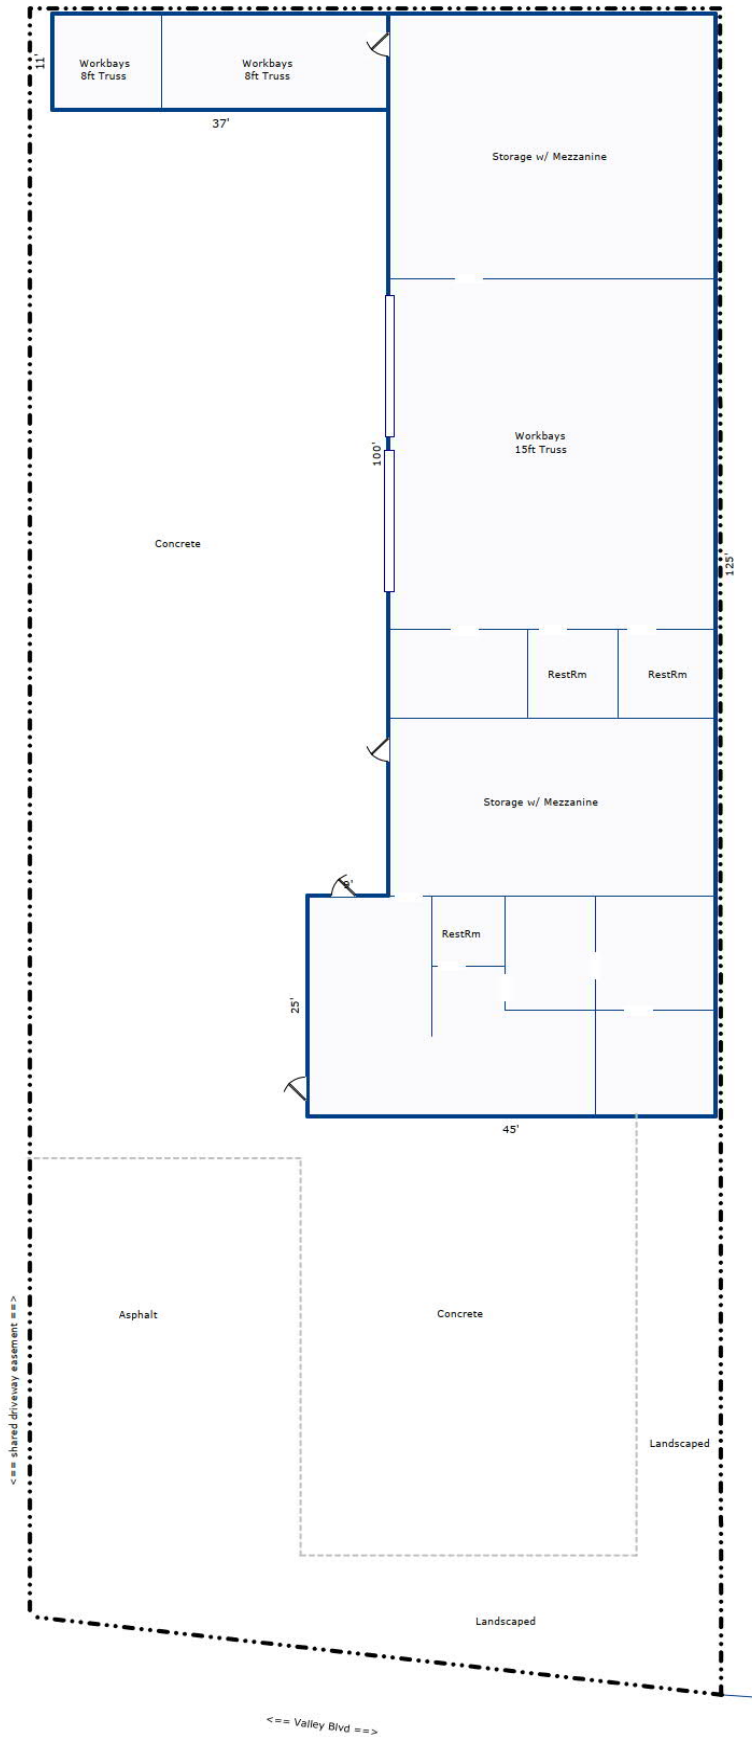 11'
Workbays
8ft Truss
Workbays
8ft Truss
37'
Storage w/ Mezzanine
Workbays
15ft Truss
100'
Concrete
125'
RestRm
RestRm
Storage w/ Mezzanine
9'
RestRm
25'
45'
Asphalt
Concrete
<== shared driveway easement ==>
Landscaped
Landscaped
<== Valley Blvd ==>